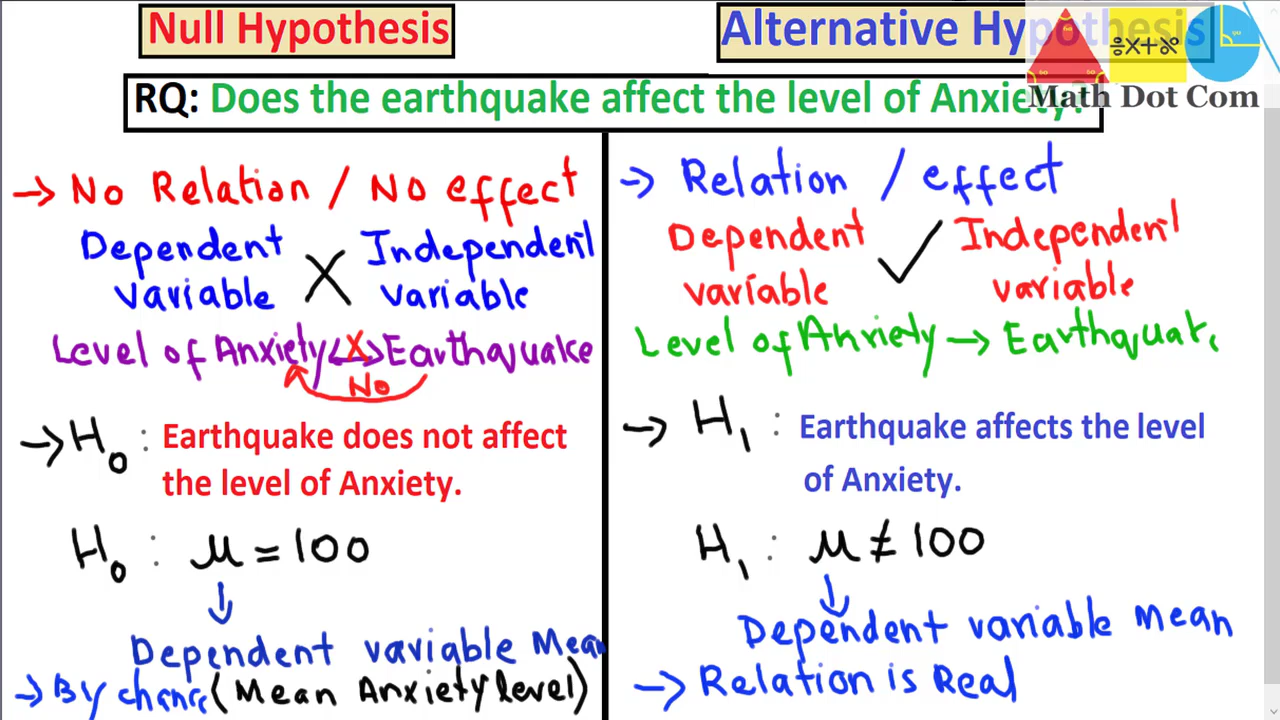 Null Hypothesis
Alternative Hypothesis
÷×+%
Math Dot Com
RQ: Does the earthquake affect the level of Anxiety?
→ No Relation / No effect
Dependent variable X Independent variable
Level of Anxiety <-X-> Earthquake
No
→ H₀ : Earthquake does not affect
the level of Anxiety.
H₀ : μ = 100
↓
Dependent variable Mean
→ By chance (Mean Anxiety level)
→ Relation / effect
Dependent variable ✓ Independent variable
Level of Anxiety → Earthquak
→ H₁ : Earthquake affects the level
of Anxiety.
H₁ : μ ≠ 100
↓
Dependent variable Mean
→ Relation is Real